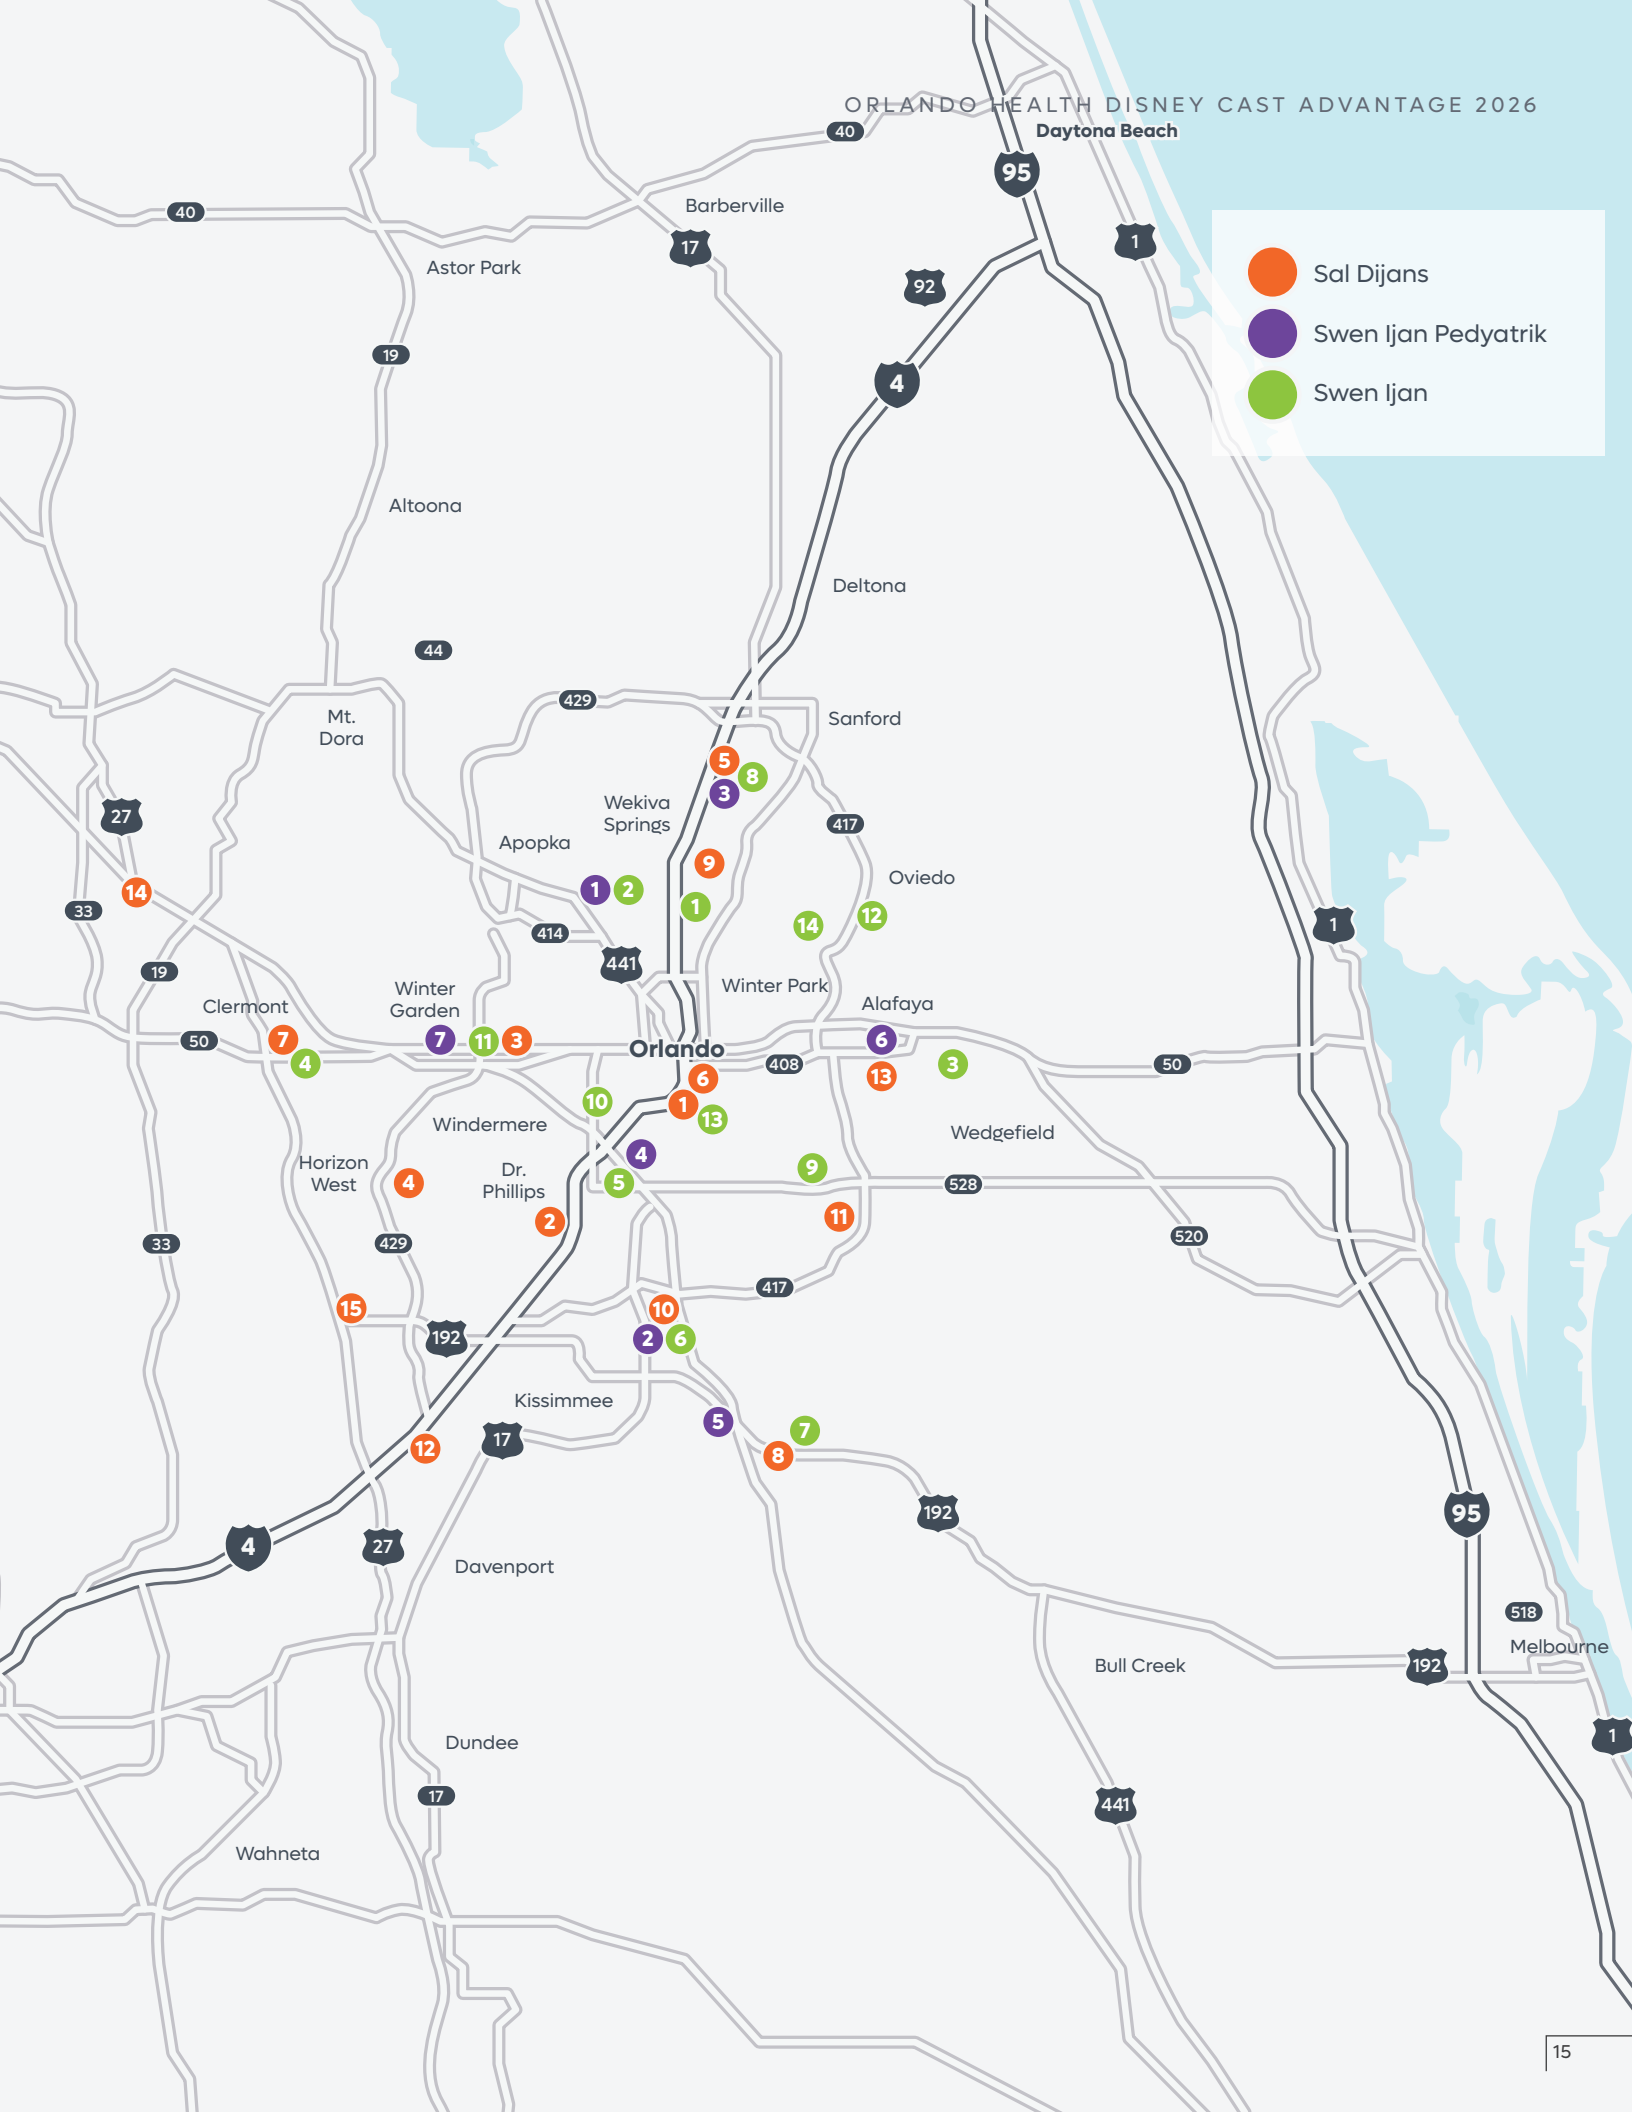 ORLANDO HEALTH DISNEY CAST ADVANTAGE 2026
40
Daytona Beach
95
40
Barberville
17
1
Astor Park
92
Sal Dijans
Swen Ijan Pedyatrik
Swen Ijan
19
4
Altoona
Deltona
44
429
Mt.
Dora
Sanford
5
8
3
27
Wekiva
Springs
417
Apopka
9
Oviedo
14
1
2
1
33
12
14
1
414
441
19
Winter
Garden
Winter Park
Clermont
Alafaya
50
7
4
7
11
3
Orlando
408
6
3
50
6
13
10
1
13
Windermere
Wedgefield
4
Horizon
West
4
Dr.
Phillips
5
9
528
2
11
33
429
520
417
15
10
192
2
6
Kissimmee
5
7
17
12
8
192
95
4
27
Davenport
518
Melbourne
Bull Creek
192
1
Dundee
17
441
Wahneta
15